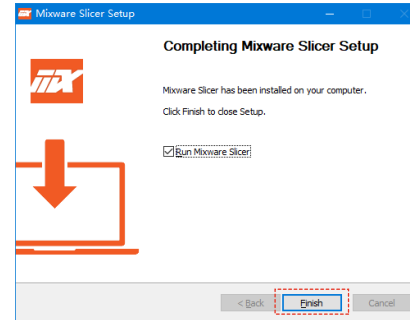 Mixware Slicer Setup
Completing Mixware Slicer Setup
Mixware Slicer has been installed on your computer.
Click Finish to close Setup.
Run Mixware Slicer
< Back
Finish
Cancel